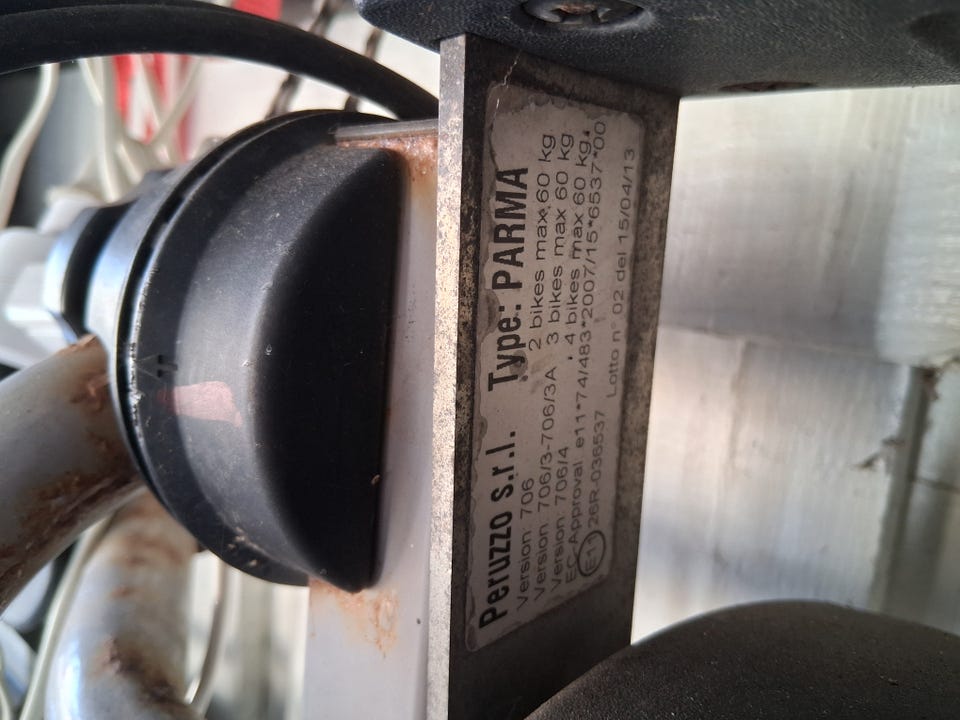 Peruzzo s.r.l. Type: PARMA
Version: 706 2 bikes max 60 kg
Version: 706/3-706/3A 3 bikes max 60 kg
Version: 706/4 4 bikes max 60 kg.
EC-Approval e11*74/483*2007/15*6537*00
E11 26R-036537 Lotto n° 02 del 15/04/13